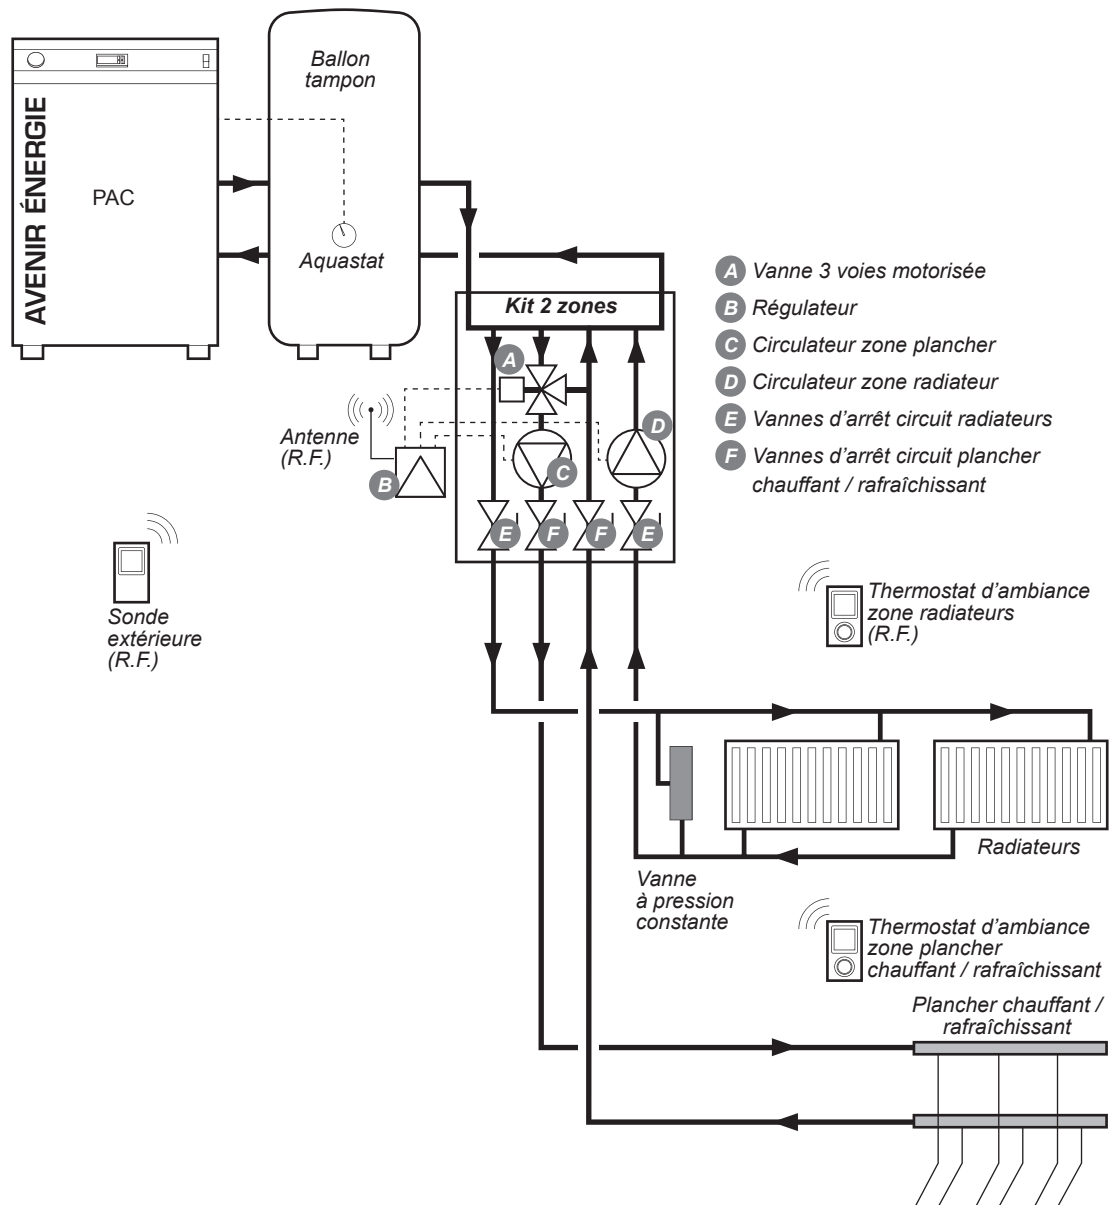 AVENIR ÉNERGIE
PAC
Ballon
tampon
Aquastat
Kit 2 zones
A Vanne 3 voies motorisée
B Régulateur
C Circulateur zone plancher
D Circulateur zone radiateur
E Vannes d'arrêt circuit radiateurs
F Vannes d'arrêt circuit plancher
chauffant / rafraîchissant
A
D
Antenne
(R.F.)
B
C
E
F
F
E
Sonde
extérieure
(R.F.)
Thermostat d'ambiance
zone radiateurs
(R.F.)
Radiateurs
Vanne
à pression
constante
Thermostat d'ambiance
zone plancher
chauffant / rafraîchissant
Plancher chauffant /
rafraîchissant